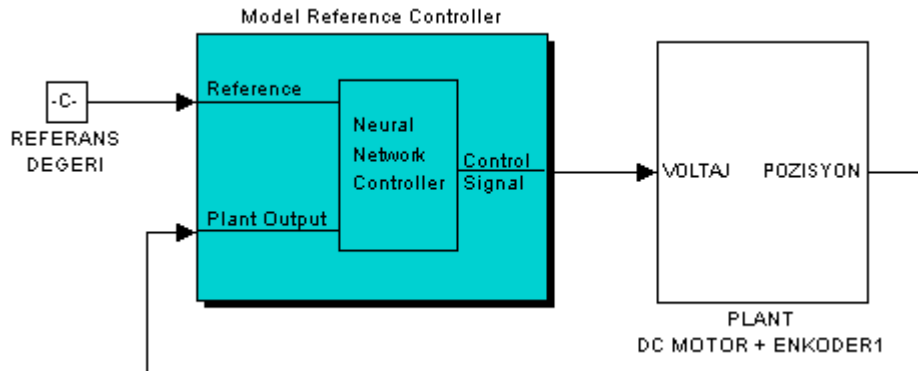 Model Reference Controller
-C-
REFERANS
DEGERI
Reference
Plant Output
Neural
Network
Controller
Control
Signal
VOLTAJ
POZISYON
PLANT
DC MOTOR + ENKODER1